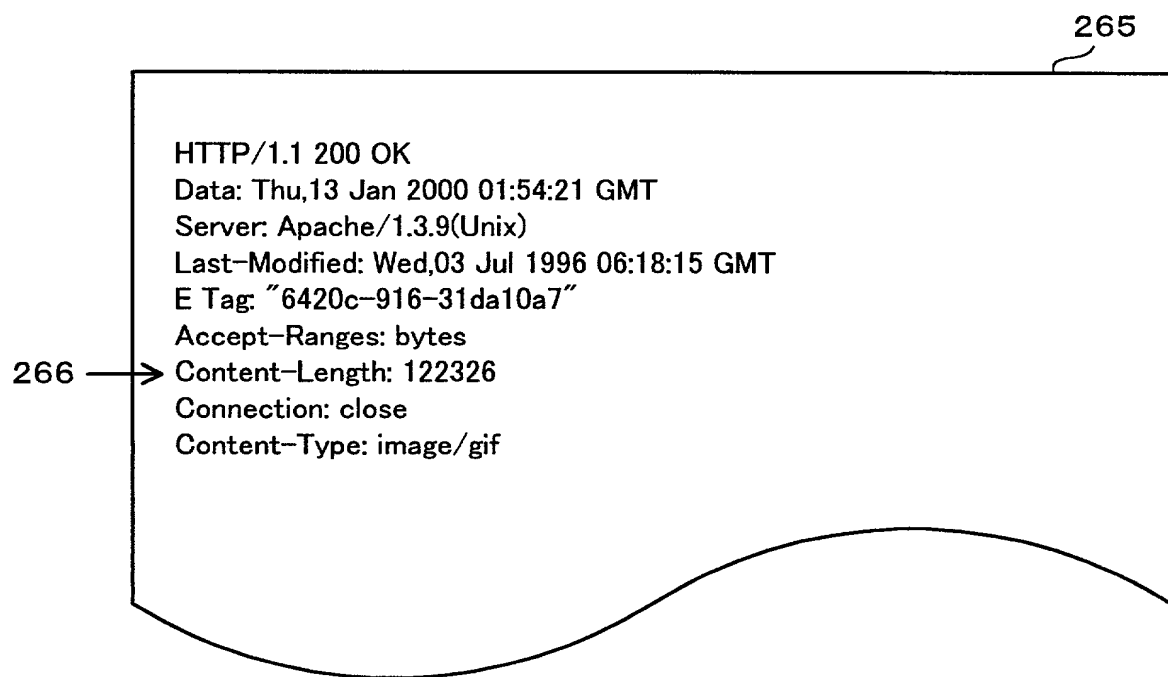 265
HTTP/1.1 200 OK
Data: Thu,13 Jan 2000 01:54:21 GMT
Server: Apache/1.3.9(Unix)
Last-Modified: Wed,03 Jul 1996 06:18:15 GMT
E Tag: "6420c-916-31da10a7"
Accept-Ranges: bytes
266 Content-Length: 122326
Connection: close
Content-Type: image/gif